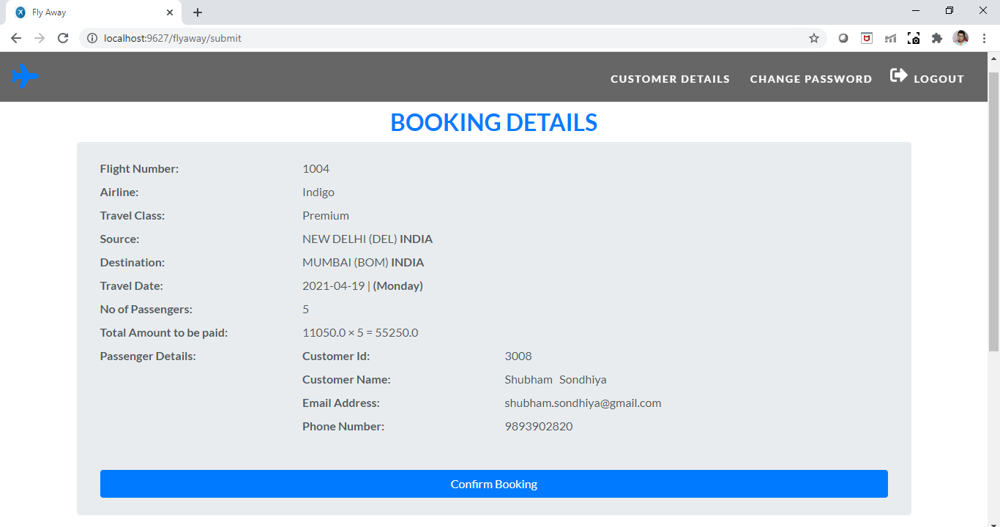 Fly Away
localhost:9627/flyaway/submit
CUSTOMER DETAILS CHANGE PASSWORD LOGOUT
BOOKING DETAILS
Flight Number: 1004
Airline: Indigo
Travel Class: Premium
Source: NEW DELHI (DEL) INDIA
Destination: MUMBAI (BOM) INDIA
Travel Date: 2021-04-19 | (Monday)
No of Passengers: 5
Total Amount to be paid: 11050.0 × 5 = 55250.0
Passenger Details: Customer Id: 3008
Customer Name: Shubham Sondhiya
Email Address: shubham.sondhiya@gmail.com
Phone Number: 9893902820
Confirm Booking